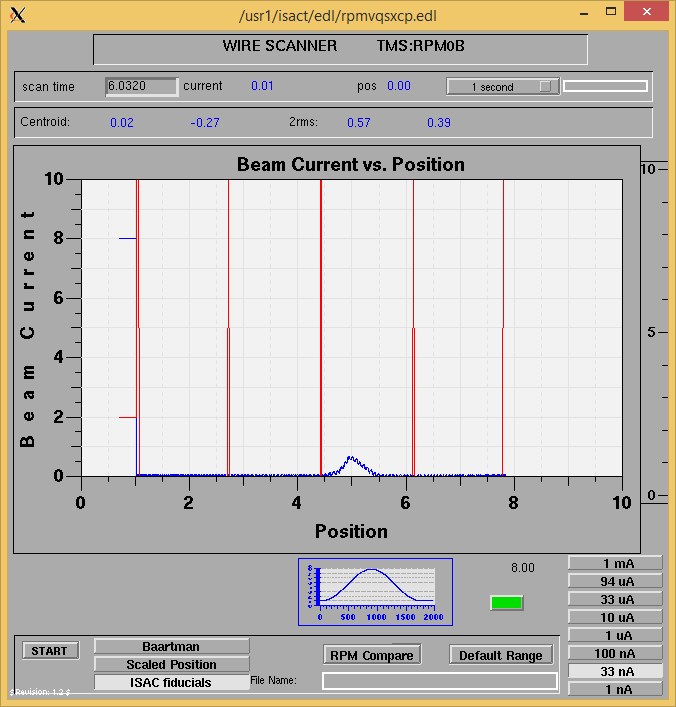 /usr1/isact/edl/rpmvqsxcp.edl
WIRE SCANNER TMS:RPM0B
scan time 6.0320 current 0.01 pos 0.00 1 second
Centroid: 0.02 -0.27 2rms: 0.57 0.39
Beam Current vs. Position
10
8
6
4
2
0
Beam Current
0 2 4 6 8 10
Position
10
5
0
8
0 500 1000 1500 2000
8.00
1 mA
94 uA
33 uA
10 uA
1 uA
100 nA
33 nA
1 nA
START
Baartman
Scaled Position
ISAC fiducials
RPM Compare
Default Range
File Name:
$Revision: 1.2 $